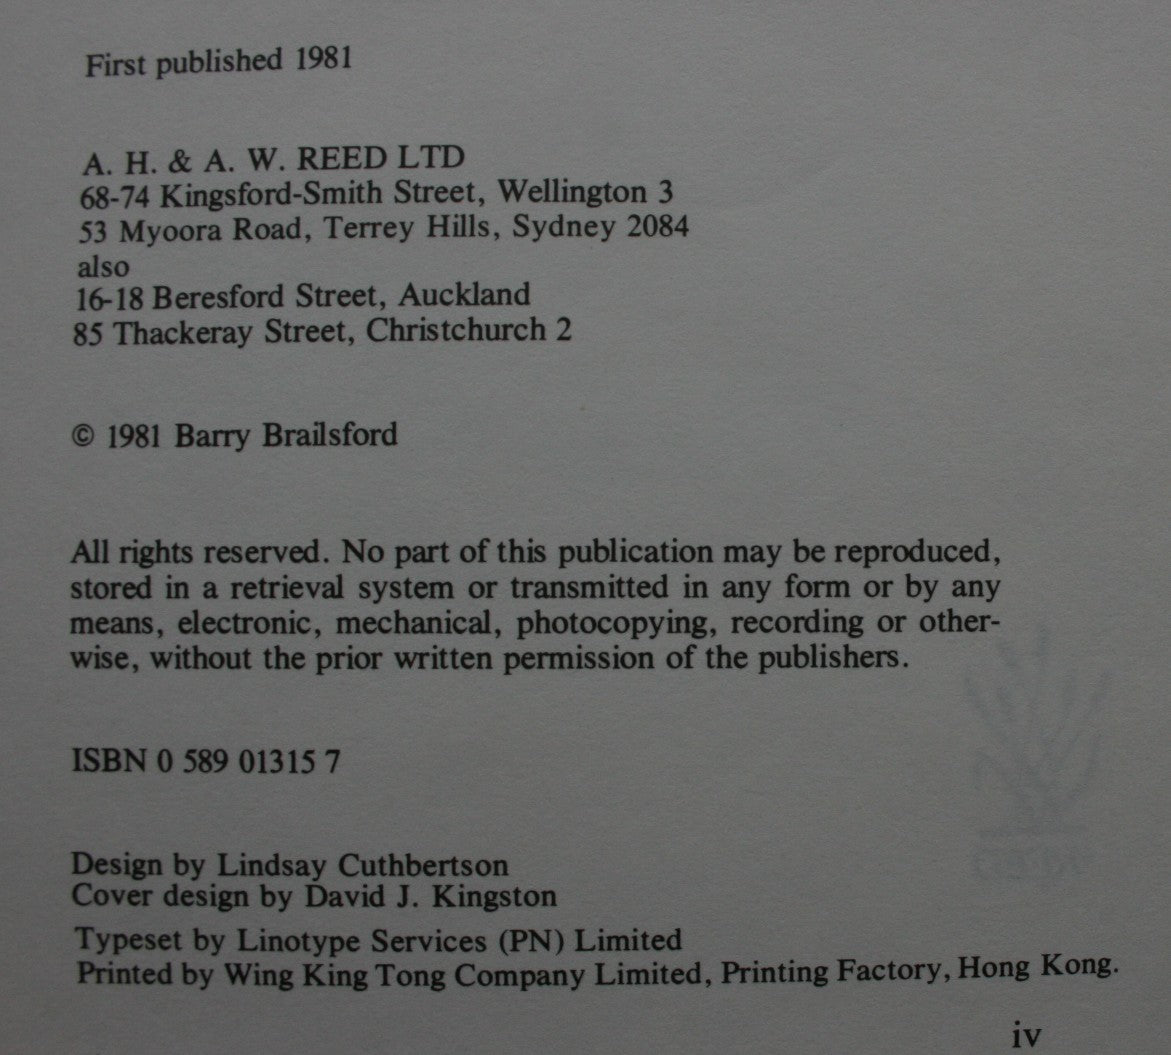 First published 1981
A. H. & A. W. REED LTD
68-74 Kingsford-Smith Street, Wellington 3
53 Myoora Road, Terrey Hills, Sydney 2084
also
16-18 Beresford Street, Auckland
85 Thackeray Street, Christchurch 2
© 1981 Barry Brailsford
All rights reserved. No part of this publication may be reproduced,
stored in a retrieval system or transmitted in any form or by any
means, electronic, mechanical, photocopying, recording or other-
wise, without the prior written permission of the publishers.
ISBN 0 589 01315 7
Design by Lindsay Cuthbertson
Cover design by David J. Kingston
Typeset by Linotype Services (PN) Limited
Printed by Wing King Tong Company Limited, Printing Factory, Hong Kong.
iv